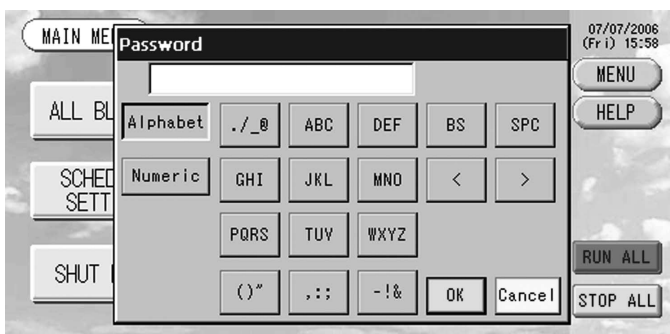 MAIN ME
07/07/2006
(Fri) 15:58
Password
MENU
HELP
ALL BL
Alphabet
./_@
ABC
DEF
BS
SPC
SCHED
SETT
Numeric
GHI
JKL
MNO
<
>
PQRS
TUV
WXYZ
RUN ALL
SHUT
()"
,:;
-!&
OK
Cancel
STOP ALL